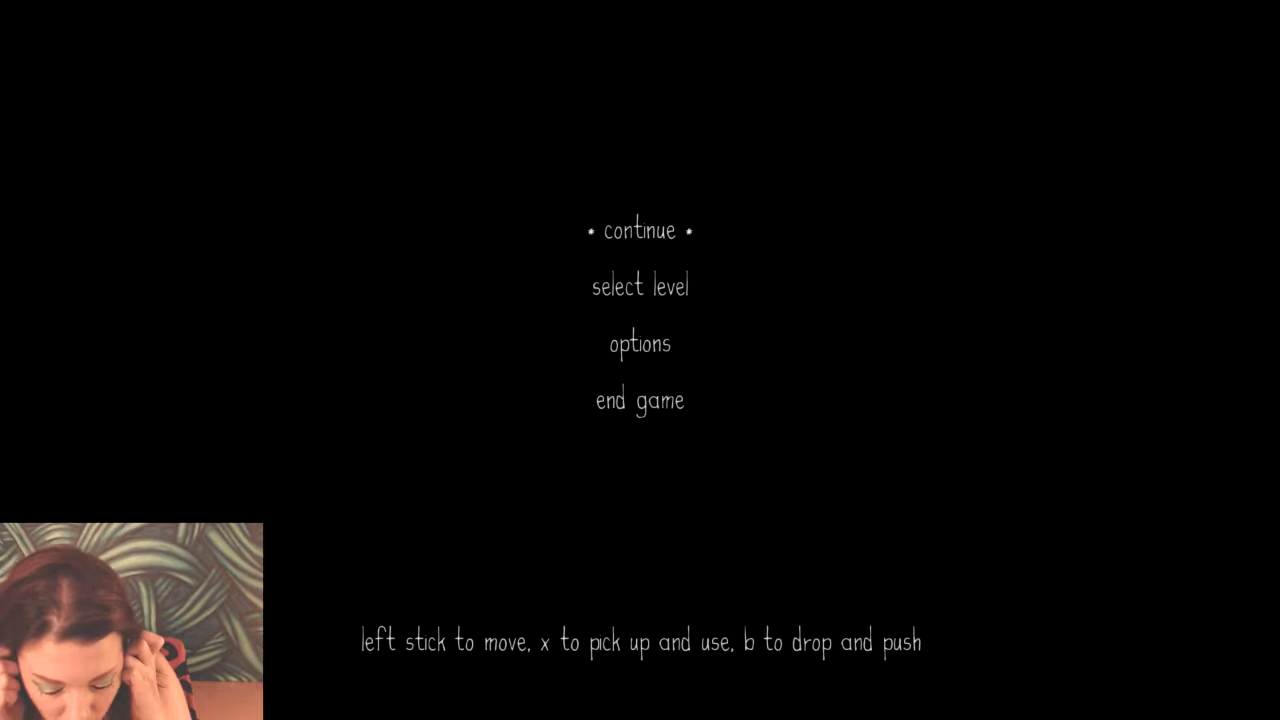 * continue *
select level
options
end game
left stick to move, x to pick up and use, b to drop and push